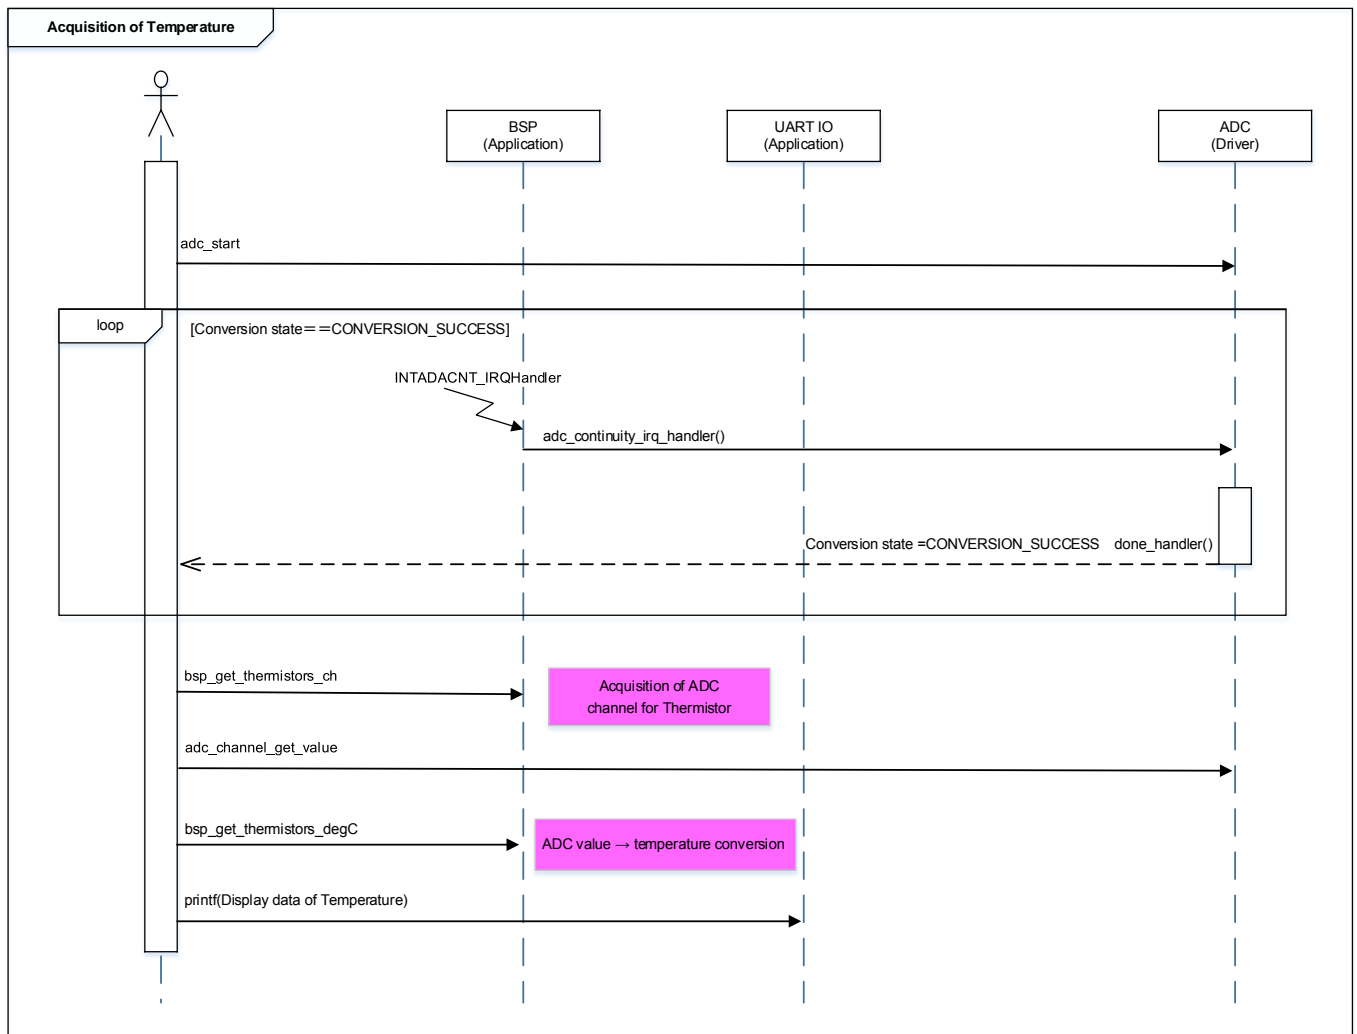 Acquisition of Temperature
BSP
(Application)
UART IO
(Application)
ADC
(Driver)
adc_start
loop
[Conversion state==CONVERSION_SUCCESS]
INTADACNT_IRQHandler
adc_continuity_irq_handler()
Conversion state =CONVERSION_SUCCESS done_handler()
bsp_get_thermistors_ch
Acquisition of ADC
channel for Thermistor
adc_channel_get_value
bsp_get_thermistors_degC
ADC value → temperature conversion
printf(Display data of Temperature)